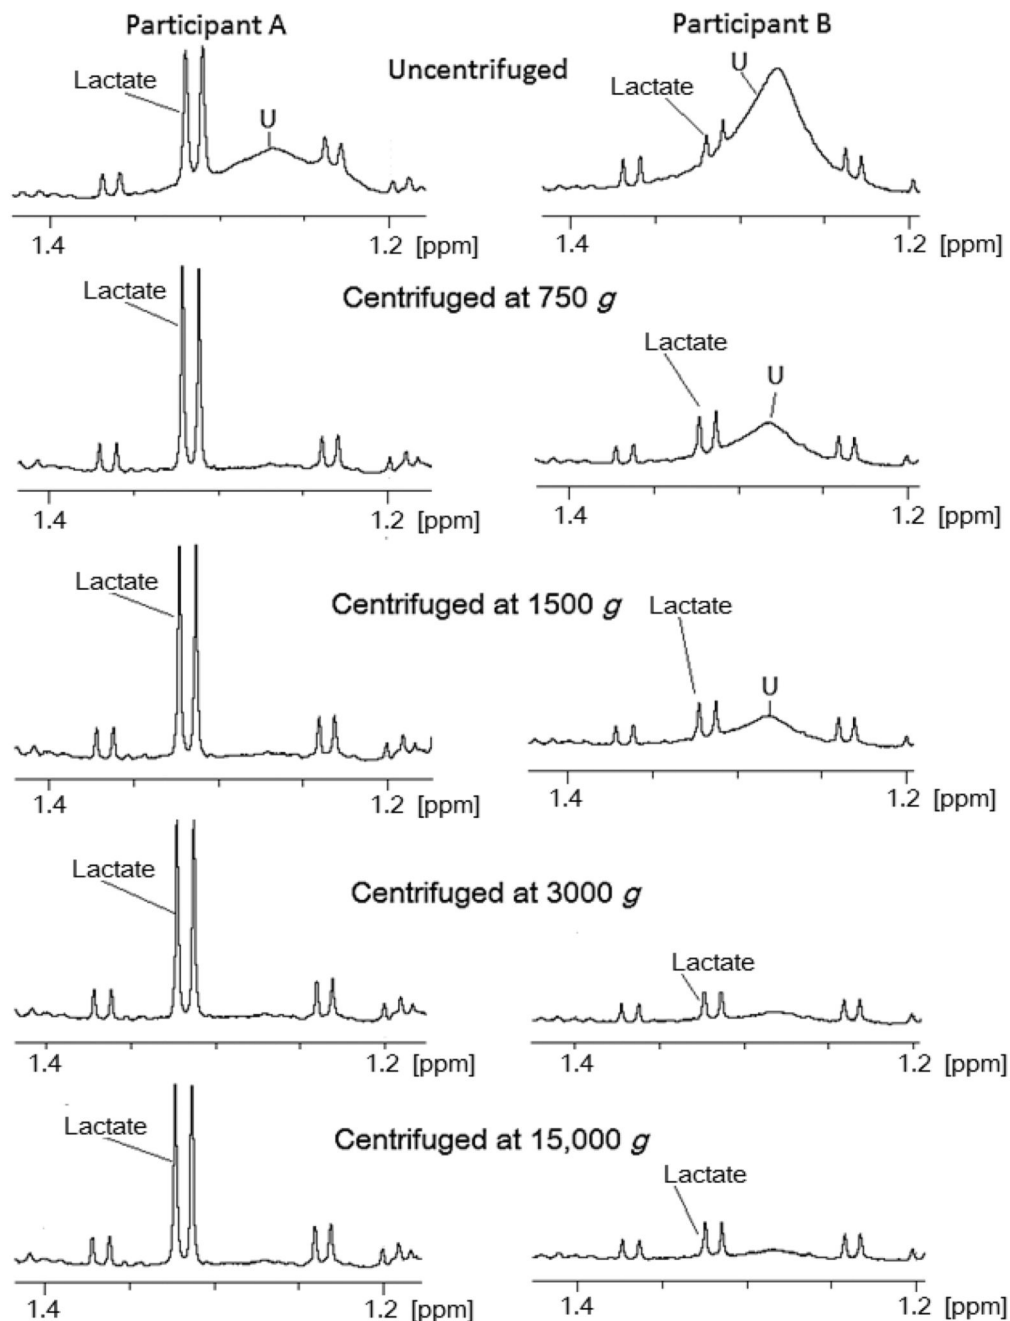 Participant A
Participant B
Uncentrifuged
Lactate
U
Lactate
U
1.4
1.2 [ppm]
1.4
1.2 [ppm]
Centrifuged at 750 g
Lactate
Lactate
U
1.4
1.2 [ppm]
1.4
1.2 [ppm]
Centrifuged at 1500 g
Lactate
Lactate
U
1.4
1.2 [ppm]
1.4
1.2 [ppm]
Centrifuged at 3000 g
Lactate
Lactate
1.4
1.2 [ppm]
1.4
1.2 [ppm]
Centrifuged at 15,000 g
Lactate
Lactate
1.4
1.2 [ppm]
1.4
1.2 [ppm]